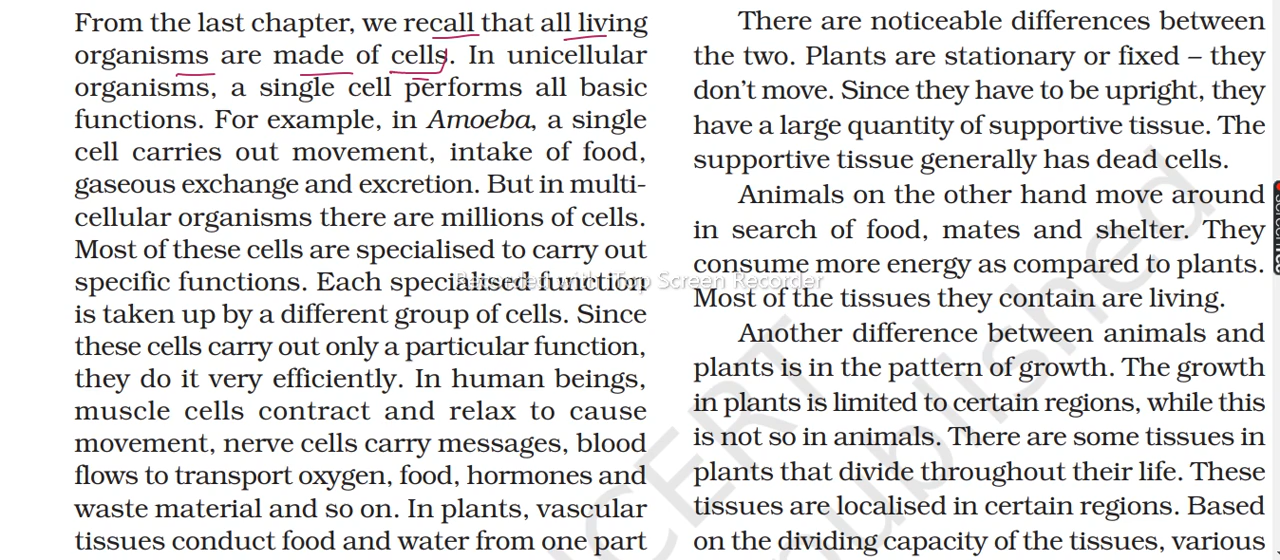 From the last chapter, we recall that all living
organisms are made of cells. In unicellular
organisms, a single cell performs all basic
functions. For example, in Amoeba, a single
cell carries out movement, intake of food,
gaseous exchange and excretion. But in multi-
cellular organisms there are millions of cells.
Most of these cells are specialised to carry out
specific functions. Each specialised function
is taken up by a different group of cells. Since
these cells carry out only a particular function,
they do it very efficiently. In human beings,
muscle cells contract and relax to cause
movement, nerve cells carry messages, blood
flows to transport oxygen, food, hormones and
waste material and so on. In plants, vascular
tissues conduct food and water from one part
There are noticeable differences between
the two. Plants are stationary or fixed – they
don't move. Since they have to be upright, they
have a large quantity of supportive tissue. The
supportive tissue generally has dead cells.
Animals on the other hand move around
in search of food, mates and shelter. They
consume more energy as compared to plants.
Most of the tissues they contain are living.
Another difference between animals and
plants is in the pattern of growth. The growth
in plants is limited to certain regions, while this
is not so in animals. There are some tissues in
plants that divide throughout their life. These
tissues are localised in certain regions. Based
on the dividing capacity of the tissues, various
Recorded with iTop Screen Recorder
NCERT
published